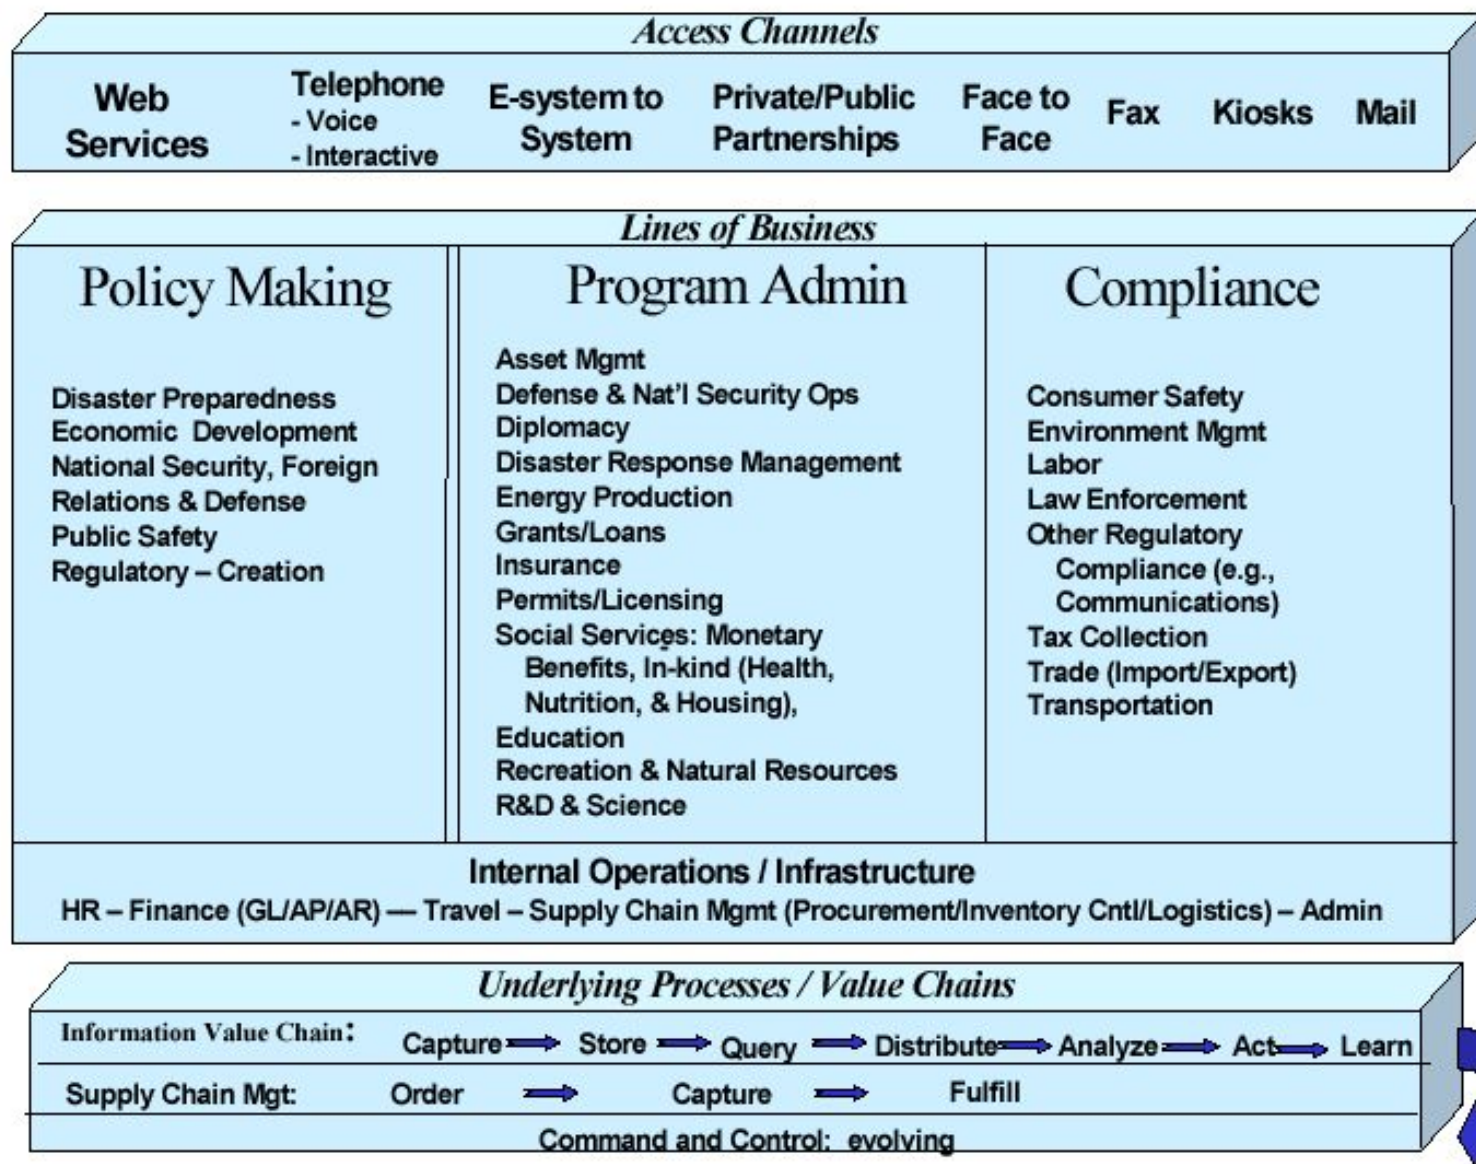 Access Channels
Web Services
Telephone
- Voice
- Interactive
E-system to System
Private/Public Partnerships
Face to Face
Fax
Kiosks
Mail
Lines of Business
Policy Making
Disaster Preparedness
Economic Development
National Security, Foreign
Relations & Defense
Public Safety
Regulatory – Creation
Program Admin
Asset Mgmt
Defense & Nat'l Security Ops
Diplomacy
Disaster Response Management
Energy Production
Grants/Loans
Insurance
Permits/Licensing
Social Services: Monetary
Benefits, In-kind (Health,
Nutrition, & Housing),
Education
Recreation & Natural Resources
R&D & Science
Compliance
Consumer Safety
Environment Mgmt
Labor
Law Enforcement
Other Regulatory
Compliance (e.g.,
Communications)
Tax Collection
Trade (Import/Export)
Transportation
Internal Operations / Infrastructure
HR – Finance (GL/AP/AR) — Travel – Supply Chain Mgmt (Procurement/Inventory Cntl/Logistics) – Admin
Underlying Processes / Value Chains
Information Value Chain: Capture Store Query Distribute Analyze Act Learn
Supply Chain Mgt: Order Capture Fulfill
Command and Control: evolving